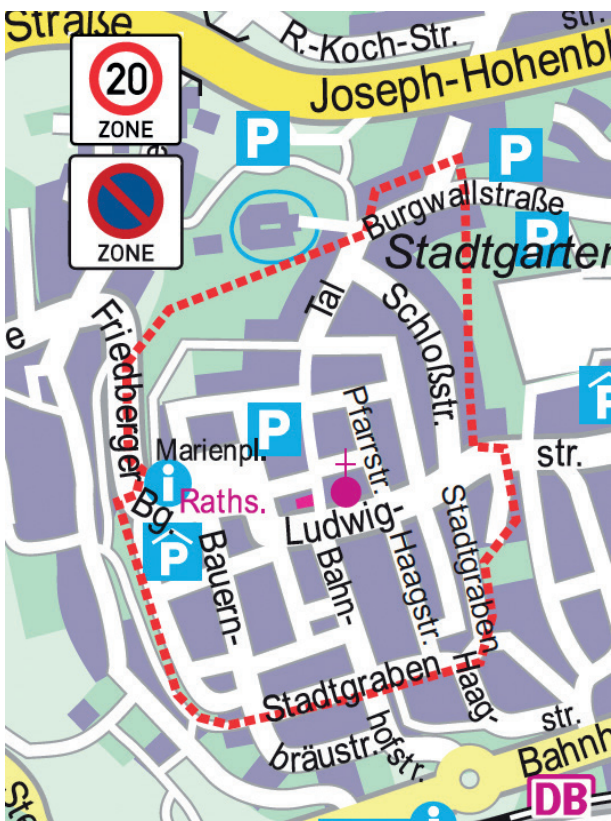 Straße
R.-Koch-Str.
str.
Joseph-Hohenbl
20
ZONE
P
P
ZONE
Burgwallstraße
P
Stadtgarten
Tal
Schloßstr.
e
Friedberger
Bg.
P
Pfarrstr.
P
Marienpl.
i
Raths.
str.
Ludwig-
P
Bauern-
Bahn-
Haagstr.
Stadtgraben
Stadtgraben
Haag-
str.
bräustr.
hofstr.
Bahnh
DB
i
Ste